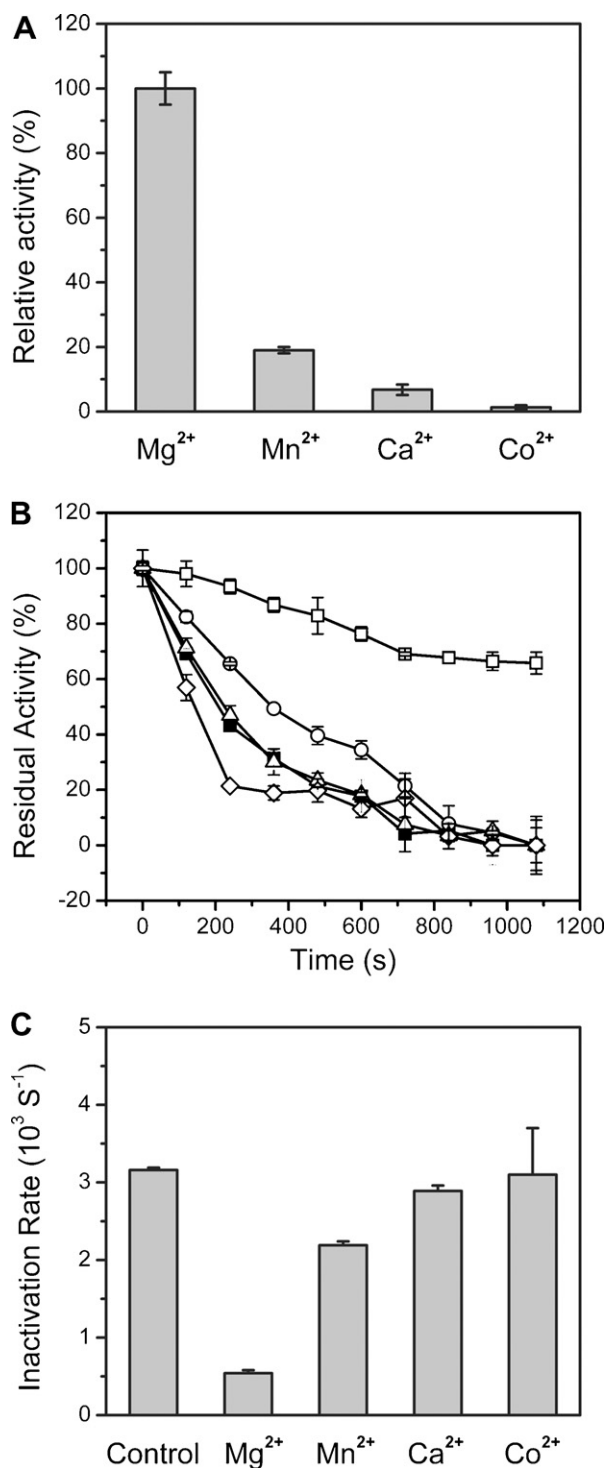 A
120
100
80
60
40
20
0
Relative activity (%)
Mg²⁺ Mn²⁺ Ca²⁺ Co²⁺
B
120
100
80
60
40
20
0
-20
Residual Activity (%)
0 200 400 600 800 1000 1200
Time (s)
C
5
4
3
2
1
0
Inactivation Rate (10³ S⁻¹)
Control Mg²⁺ Mn²⁺ Ca²⁺ Co²⁺